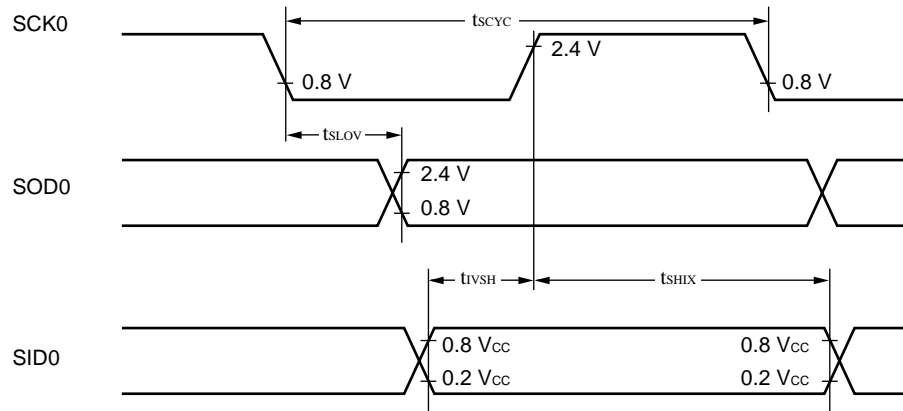 SCK0
tSCYC
2.4 V
0.8 V
0.8 V
tSLOV
SOD0
2.4 V
0.8 V
tIVSH
tSHIX
SID0
0.8 VCC
0.8 VCC
0.2 VCC
0.2 VCC